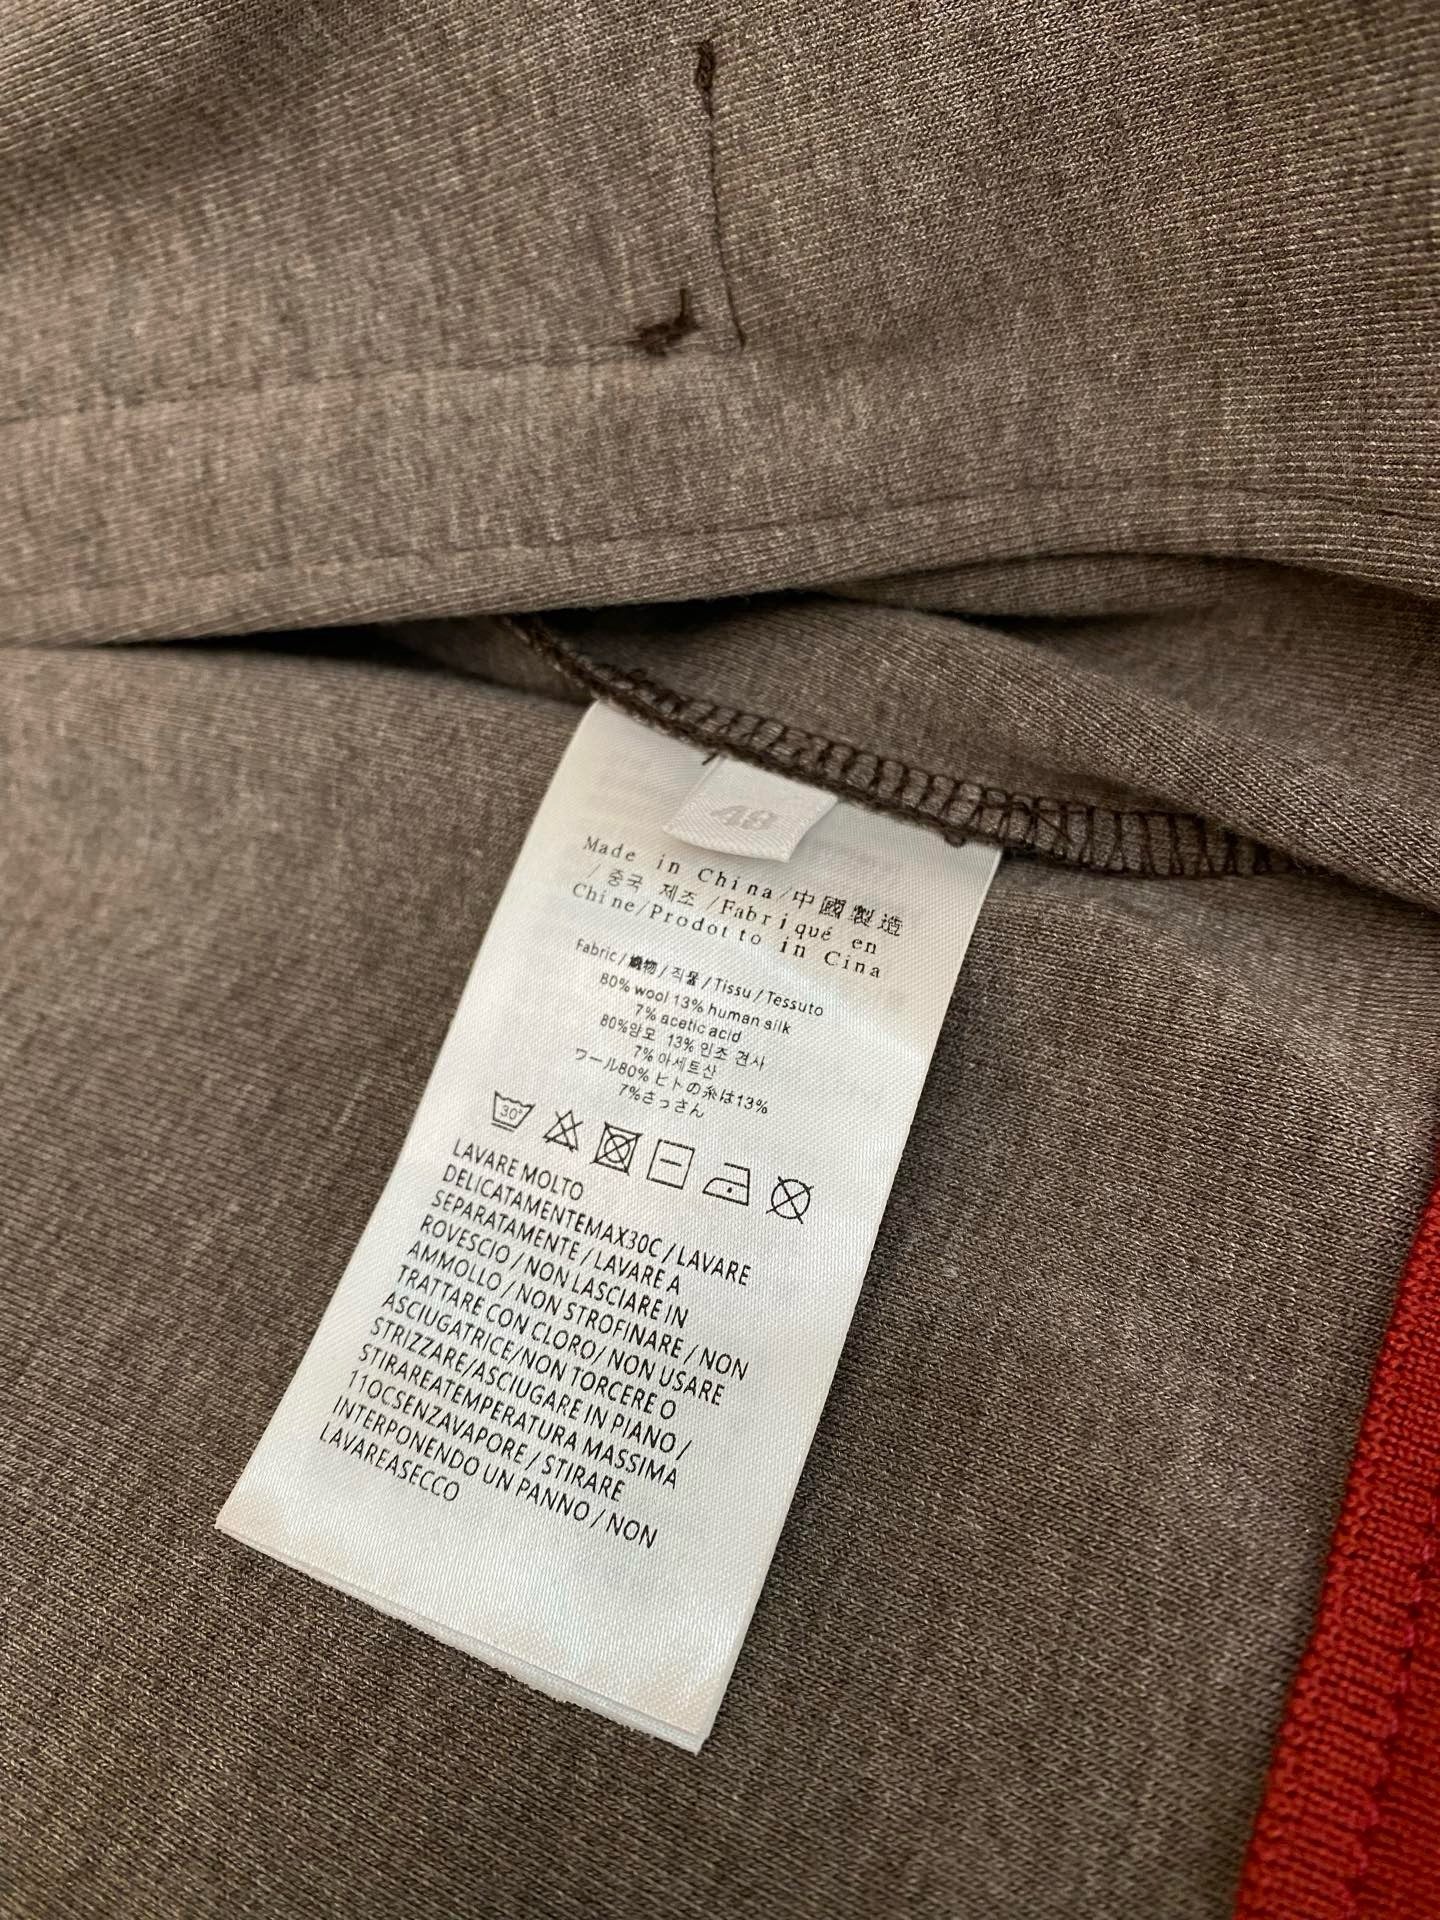 48
Made in China/中國製造
/ 중국 제조 /Fabriqué en
Chine/Prodotto in Cina
Fabric/織物/직물/Tissu/Tessuto
80% wool 13% human silk
7% acetic acid
80%양모 13% 인조 견사
7% 아세트산
ワール80% ヒトの糸は13%
7%さっさん
30°
LAVARE MOLTO
DELICATAMENTEMAX30C / LAVARE
SEPARATAMENTE / LAVARE A
ROVESCIO / NON LASCIARE IN
AMMOLLO / NON STROFINARE / NON
TRATTARE CON CLORO/ NON USARE
ASCIUGATRICE/NON TORCERE O
STRIZZARE/ASCIUGARE IN PIANO /
STIRAREATEMPERATURA MASSIMA
110CSENZAVAPORE / STIRARE
INTERPONENDO UN PANNO / NON
LAVAREASECCO